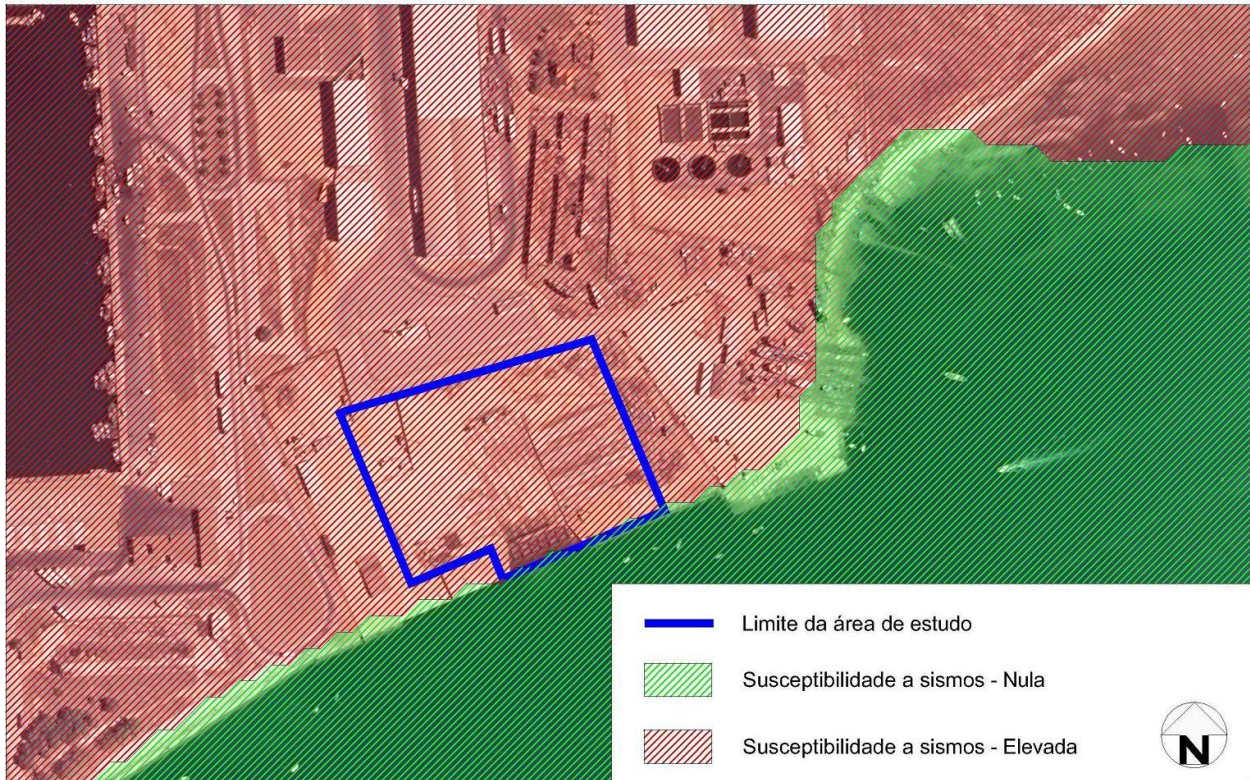 Limite da área de estudo
Susceptibilidade a sismos - Nula
Susceptibilidade a sismos - Elevada
N